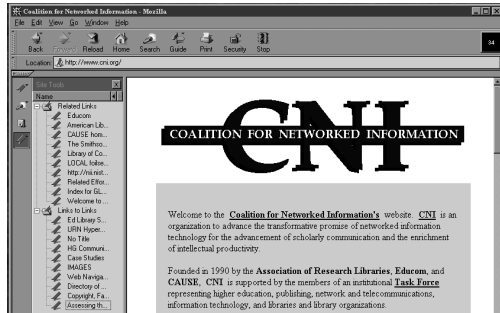 Coalition for Networked Information - Mozilla
File Edit View Go Window Help
Back Forward Reload Home Search Guide Print Security Stop
34
Location: http://www.cni.org/
Site Tools
Name
Related Links
Educom
American Lib...
CAUSE hom...
The Smithso...
Library of Co...
LOCAL foilse...
http://nii.nist...
Related Effor...
Index for GL...
Welcome to ...
Links to Links
Ed Library S...
URN Hyper...
No Title
HG Communi...
Case Studies
IMAGES
Web Naviga...
Directory of ...
Copyright, Fa...
Assessing th...
CNI
COALITION FOR NETWORKED INFORMATION
Welcome to the Coalition for Networked Information's website. CNI is an
organization to advance the transformative promise of networked information
technology for the advancement of scholarly communication and the enrichment
of intellectual productivity.
Founded in 1990 by the Association of Research Libraries, Educom, and
CAUSE, CNI is supported by the members of an institutional Task Force
representing higher education, publishing, network and telecommunications,
information technology, and libraries and library organizations.